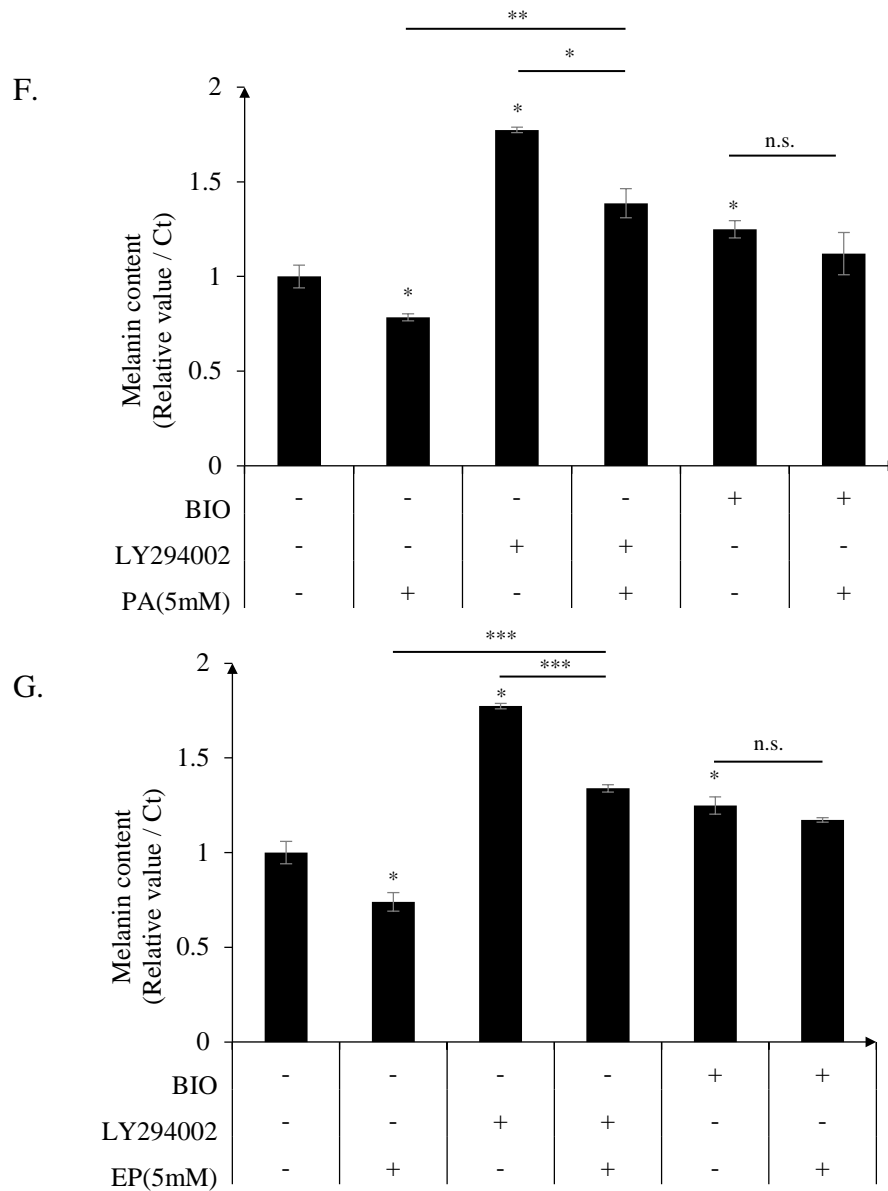 F.
**
*
2
1.5
1
0.5
0
Melanin content
(Relative value / Ct)
*
*
*
n.s.
BIO - - - - + +
LY294002 - - + + - -
PA(5mM) - + - + - +
G.
***
***
2
1.5
1
0.5
0
Melanin content
(Relative value / Ct)
*
*
*
n.s.
BIO - - - - + +
LY294002 - - + + - -
EP(5mM) - + - + - +